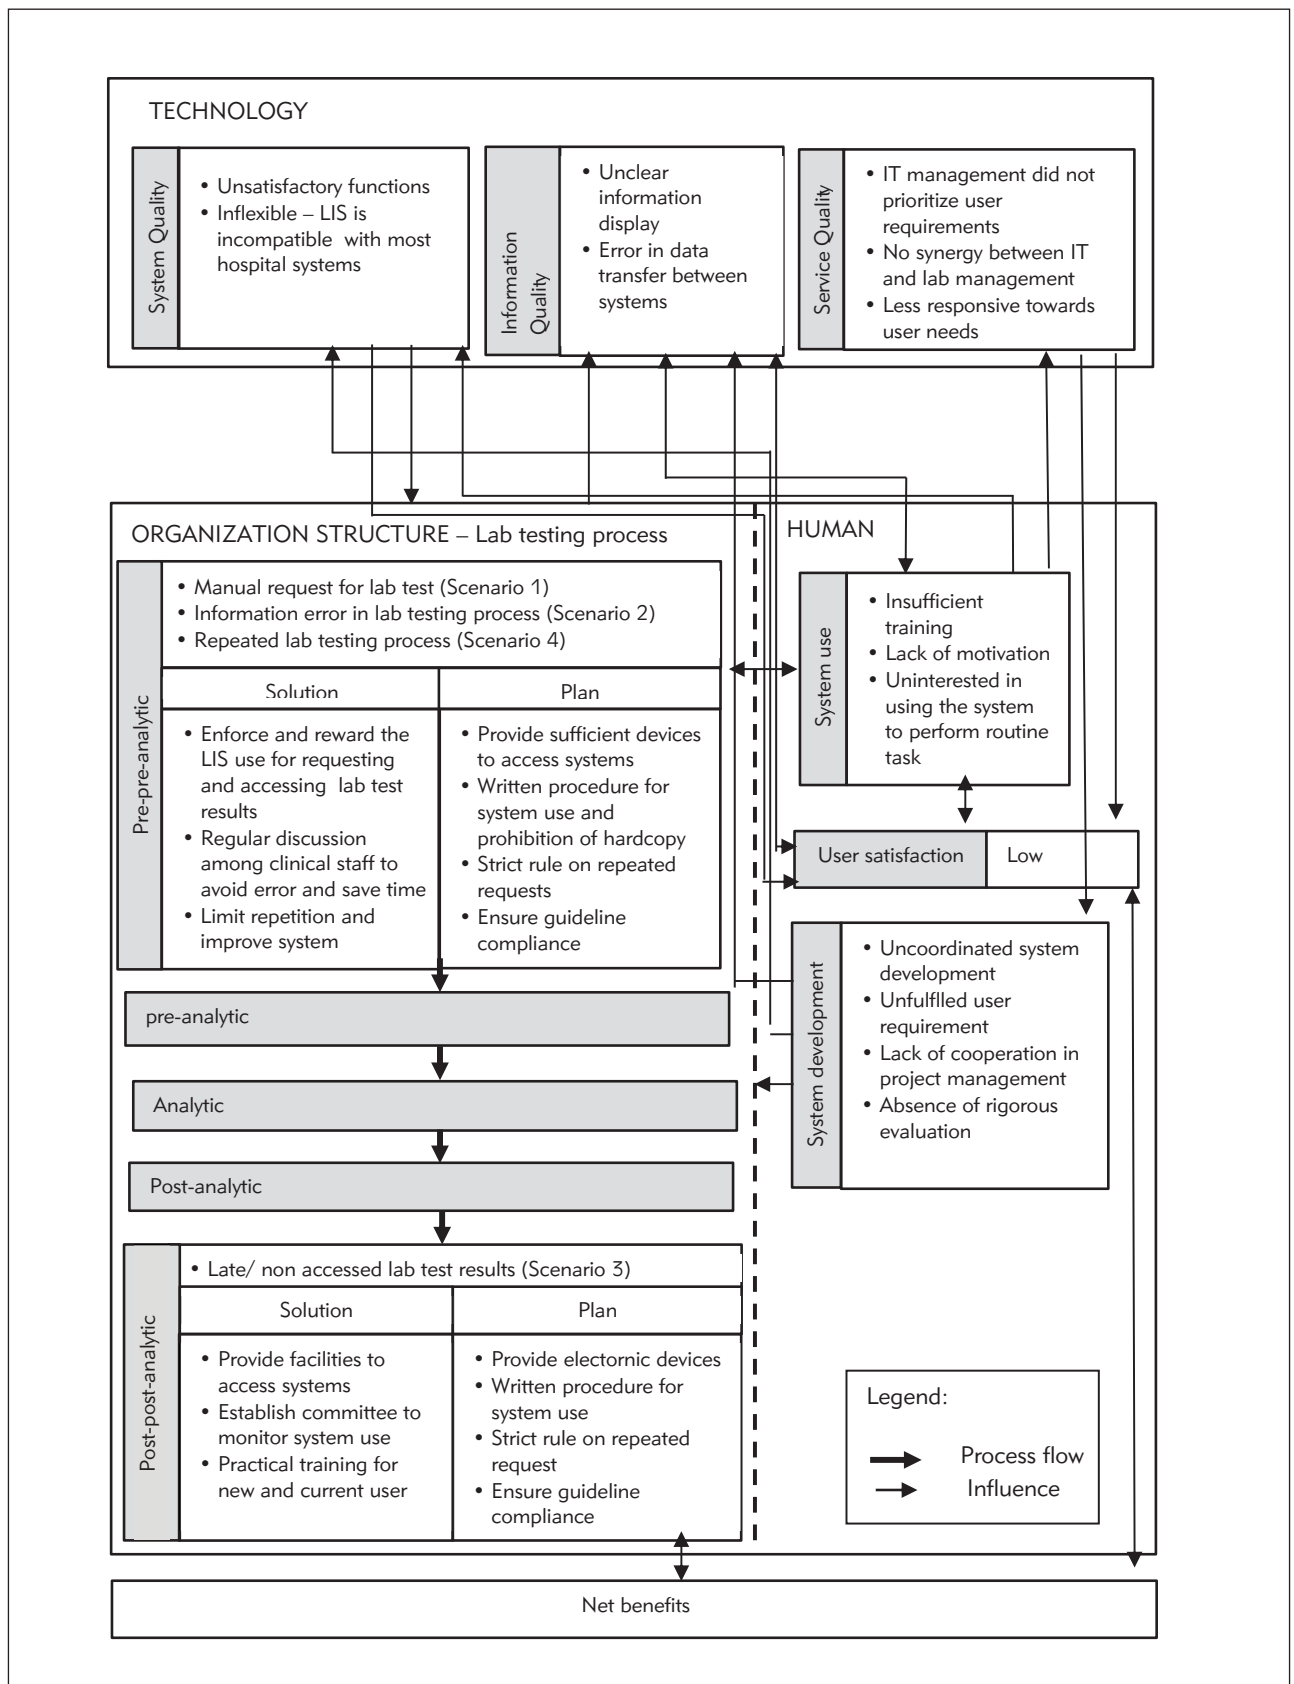 TECHNOLOGY
System Quality
• Unsatisfactory functions
• Inflexible – LIS is
incompatible with most
hospital systems
Information
Quality
• Unclear
information
display
• Error in data
transfer between
systems
Service Quality
• IT management did not
prioritize user
requirements
• No synergy between IT
and lab management
• Less responsive towards
user needs
ORGANIZATION STRUCTURE – Lab testing process
Pre-pre-analytic
• Manual request for lab test (Scenario 1)
• Information error in lab testing process (Scenario 2)
• Repeated lab testing process (Scenario 4)
Solution
• Enforce and reward the
LIS use for requesting
and accessing lab test
results
• Regular discussion
among clinical staff to
avoid error and save time
• Limit repetition and
improve system
Plan
• Provide sufficient devices
to access systems
• Written procedure for
system use and
prohibition of hardcopy
• Strict rule on repeated
requests
• Ensure guideline
compliance
pre-analytic
Analytic
Post-analytic
Post-post-analytic
• Late/ non accessed lab test results (Scenario 3)
Solution
• Provide facilities to
access systems
• Establish committee to
monitor system use
• Practical training for
new and current user
Plan
• Provide electornic devices
• Written procedure for
system use
• Strict rule on repeated
request
• Ensure guideline
compliance
HUMAN
System use
• Insufficient
training
• Lack of motivation
• Uninterested in
using the system
to perform routine
task
User satisfaction
Low
System development
• Uncoordinated system
development
• Unfulflled user
requirement
• Lack of cooperation in
project management
• Absence of rigorous
evaluation
Legend:
Process flow
Influence
Net benefits